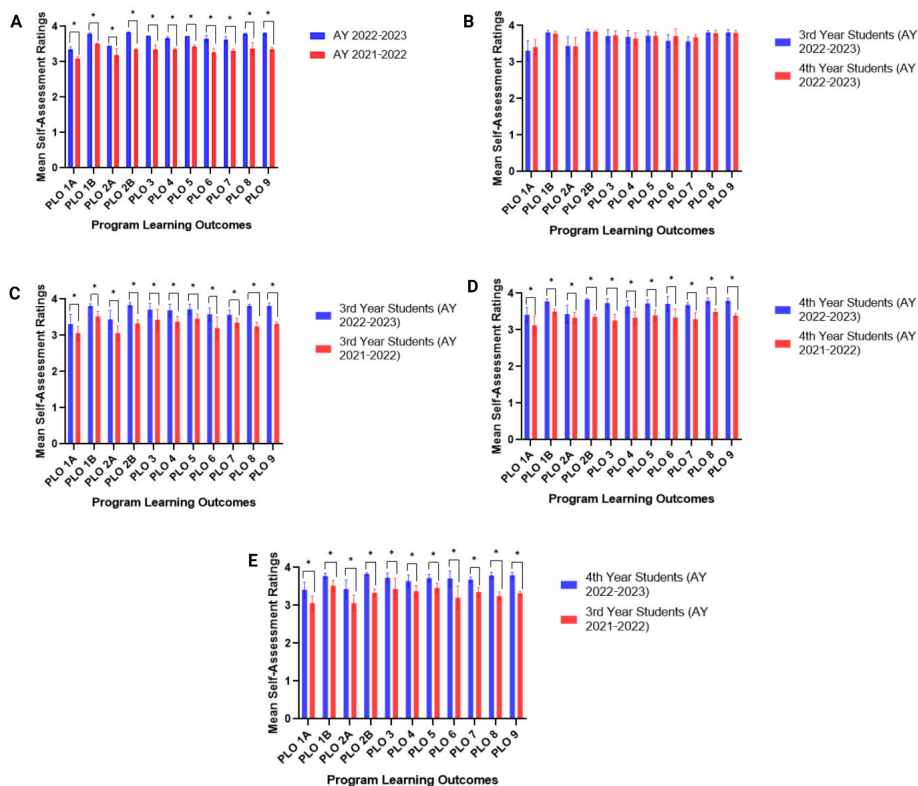 A
Mean Self-Assessment Ratings
4
3
2
1
0
* * * * * * * * * * *
PLO 1A
PLO 1B
PLO 2A
PLO 2B
PLO 3
PLO 4
PLO 5
PLO 6
PLO 7
PLO 8
PLO 9
Program Learning Outcomes
AY 2022-2023
AY 2021-2022
B
Mean Self-Assessment Ratings
4
3
2
1
0
PLO 1A
PLO 1B
PLO 2A
PLO 2B
PLO 3
PLO 4
PLO 5
PLO 6
PLO 7
PLO 8
PLO 9
Program Learning Outcomes
3rd Year Students (AY
2022-2023)
4th Year Students (AY
2022-2023)
C
Mean Self-Assessment Ratings
4
3
2
1
0
* * * * * * * * * * *
PLO 1A
PLO 1B
PLO 2A
PLO 2B
PLO 3
PLO 4
PLO 5
PLO 6
PLO 7
PLO 8
PLO 9
Program Learning Outcomes
3rd Year Students (AY
2022-2023)
3rd Year Students (AY
2021-2022)
D
Mean Self-Assessment Ratings
4
3
2
1
0
* * * * * * * * * * *
PLO 1A
PLO 1B
PLO 2A
PLO 2B
PLO 3
PLO 4
PLO 5
PLO 6
PLO 7
PLO 8
PLO 9
Program Learning Outcomes
4th Year Students (AY
2022-2023)
4th Year Students (AY
2021-2022)
E
Mean Self-Assessment Ratings
4
3
2
1
0
* * * * * * * * * * *
PLO 1A
PLO 1B
PLO 2A
PLO 2B
PLO 3
PLO 4
PLO 5
PLO 6
PLO 7
PLO 8
PLO 9
Program Learning Outcomes
4th Year Students (AY
2022-2023)
3rd Year Students (AY
2021-2022)